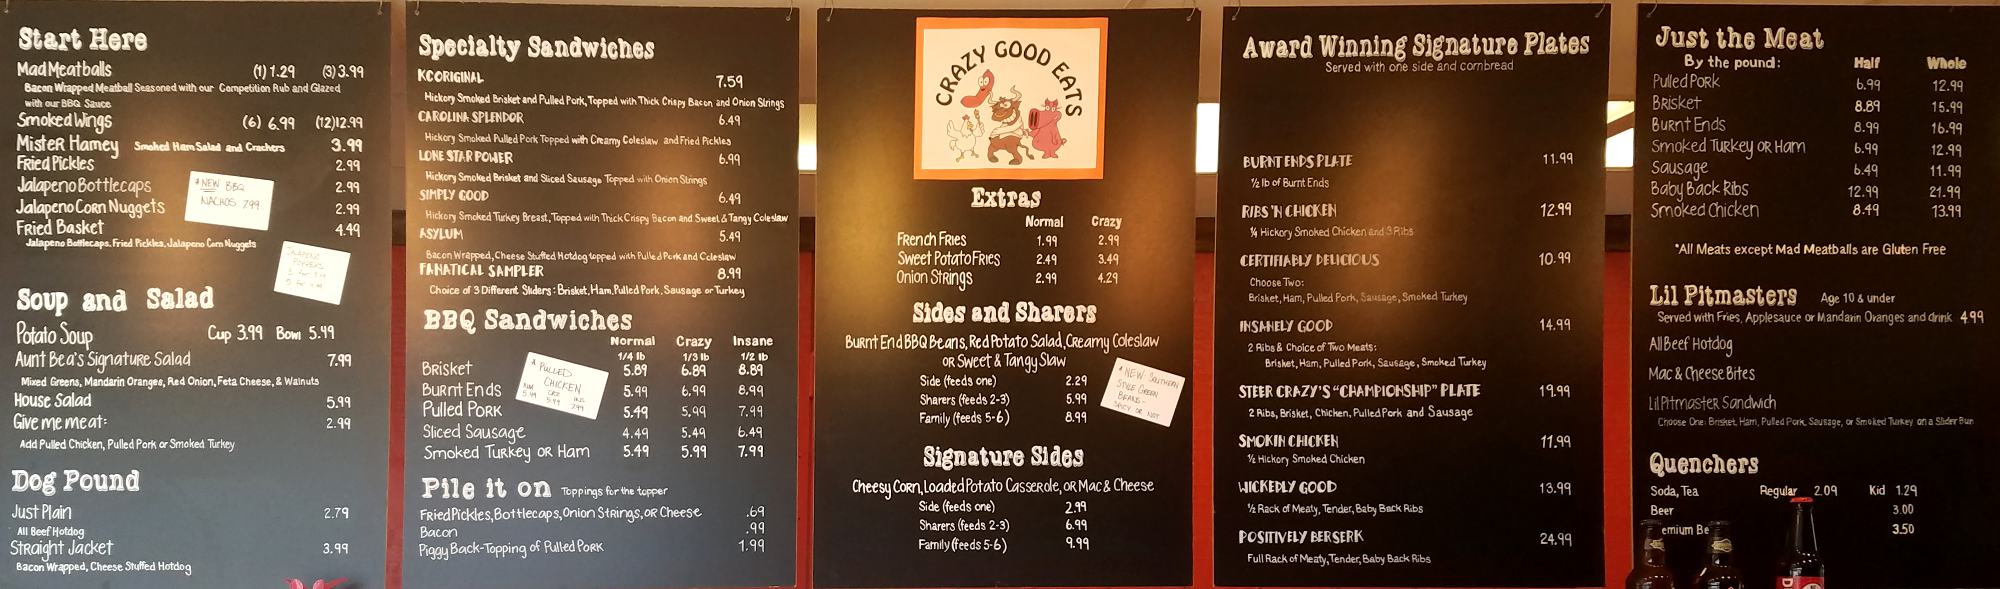 Start Here
Mad Meatballs (1) 1.29 (3) 3.99
Bacon Wrapped Meatball Seasoned with our Competition Rub and Glazed
with our BBQ Sauce
Smoked Wings (6) 6.99 (12) 12.99
Mister Hamey Smoked Ham Salad and Crackers 3.99
Fried Pickles 2.99
Jalapeno Bottlecaps 2.99
Jalapeno Corn Nuggets 2.99
Fried Basket 4.49
Jalapeno Bottlecaps, Fried Pickles, Jalapeno Corn Nuggets
*NEW BBQ
NACHOS 7.99
JALAPENO
POPPERS
Soup and Salad
Potato Soup Cup 3.99 Bowl 5.49
Aunt Bea's Signature Salad 7.99
Mixed Greens, Mandarin Oranges, Red Onion, Feta Cheese, & Walnuts
House Salad 5.99
Give me meat: 2.99
Add Pulled Chicken, Pulled Pork or Smoked Turkey
Dog Pound
Just Plain 2.79
All Beef Hotdog
Straight Jacket 3.99
Bacon Wrapped, Cheese Stuffed Hotdog
Specialty Sandwiches
KCORIGINAL 7.59
Hickory Smoked Brisket and Pulled Pork, Topped with Thick Crispy Bacon and Onion Strings
CAROLINA SPLENDOR 6.49
Hickory Smoked Pulled Pork Topped with Creamy Coleslaw and Fried Pickles
LONE STAR POWER 6.99
Hickory Smoked Brisket and Sliced Sausage Topped with Onion Strings
SIMPLY GOOD 6.49
Hickory Smoked Turkey Breast, Topped with Thick Crispy Bacon and Sweet & Tangy Coleslaw
ASYLUM 5.49
Bacon Wrapped, Cheese Stuffed Hotdog topped with Pulled Pork and Coleslaw
FANATICAL SAMPLER 8.99
Choice of 3 Different Sliders: Brisket, Ham, Pulled Pork, Sausage or Turkey
BBQ Sandwiches
Normal Crazy Insane
1/4 lb 1/3 lb 1/2 lb
Brisket 5.89 6.89 8.89
Burnt Ends 5.99 6.99 8.99
Pulled Pork 5.49 5.99 7.99
Sliced Sausage 4.49 5.49 6.49
Smoked Turkey or Ham 5.49 5.99 7.99
* PULLED
CHICKEN
5.49 5.99 7.99
Pile it on Toppings for the topper
Fried Pickles, Bottlecaps, Onion Strings, or Cheese .69
Bacon .99
Piggy Back-Topping of Pulled Pork 1.99
CRAZY GOOD EATS
Extras
Normal Crazy
French Fries 1.99 2.99
Sweet Potato Fries 2.49 3.49
Onion Strings 2.99 4.29
Sides and Sharers
Burnt End BBQ Beans, Red Potato Salad, Creamy Coleslaw
or Sweet & Tangy Slaw
Side (feeds one) 2.29
Sharers (feeds 2-3) 5.99
Family (feeds 5-6) 8.99
*NEW- SOUTHERN
STYLE GREEN
BEANS-
SPICY OR NOT
Signature Sides
Cheesy Corn, Loaded Potato Casserole, or Mac & Cheese
Side (feeds one) 2.99
Sharers (feeds 2-3) 6.99
Family (feeds 5-6) 9.99
Award Winning Signature Plates
Served with one side and cornbread
BURNT ENDS PLATE 11.99
½ lb of Burnt Ends
RIBS 'N CHICKEN 12.99
¼ Hickory Smoked Chicken and 3 Ribs
CERTIFIABLY DELICIOUS 10.99
Choose Two:
Brisket, Ham, Pulled Pork, Sausage, Smoked Turkey
INSANELY GOOD 14.99
2 Ribs & Choice of Two Meats:
Brisket, Ham, Pulled Pork, Sausage, Smoked Turkey
STEER CRAZY'S "CHAMPIONSHIP" PLATE 19.99
2 Ribs, Brisket, Chicken, Pulled Pork and Sausage
SMOKIN CHICKEN 11.99
½ Hickory Smoked Chicken
WICKEDLY GOOD 13.99
½ Rack of Meaty, Tender, Baby Back Ribs
POSITIVELY BERSERK 24.99
Full Rack of Meaty, Tender, Baby Back Ribs
Just the Meat
By the pound: Half Whole
Pulled Pork 6.99 12.99
Brisket 8.89 15.99
Burnt Ends 8.99 16.99
Smoked Turkey or Ham 6.99 12.99
Sausage 6.49 11.99
Baby Back Ribs 12.99 21.99
Smoked Chicken 8.49 13.99
*All Meats except Mad Meatballs are Gluten Free
Lil Pitmasters Age 10 & under
Served with Fries, Applesauce or Mandarin Oranges and drink 4.99
All Beef Hotdog
Mac & Cheese Bites
Lil Pitmaster Sandwich
Choose One: Brisket, Ham, Pulled Pork, Sausage, or Smoked Turkey on a Slider Bun
Quenchers
Soda, Tea Regular 2.09 Kid 1.29
Beer 3.00
emium Be 3.50